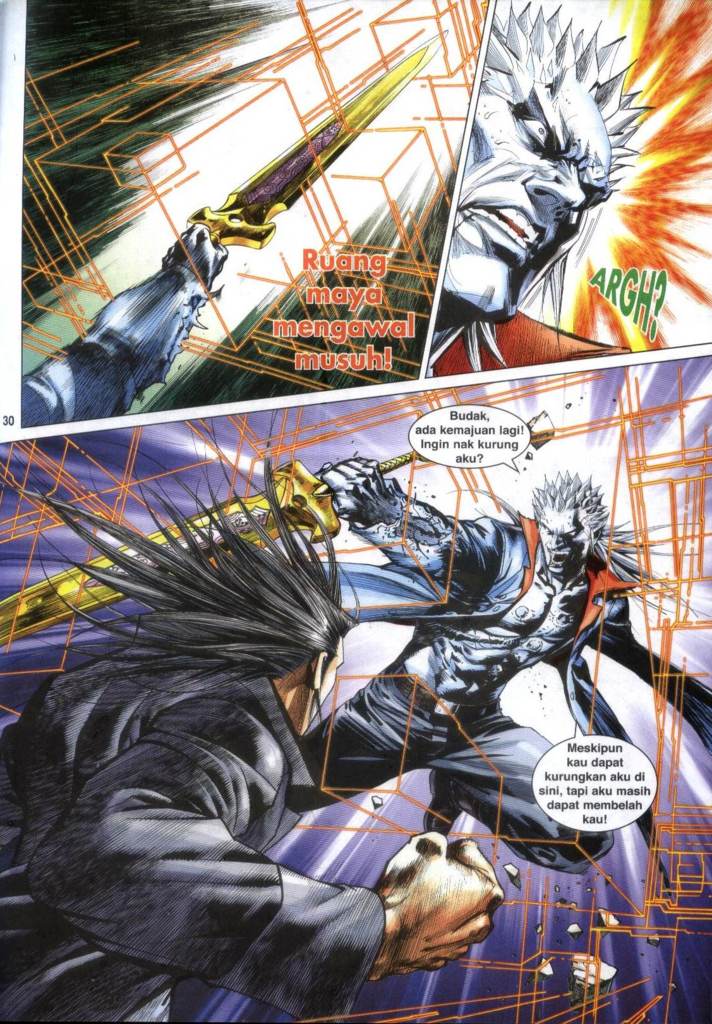 Ruang
maya
mengawal
musuh!
ARGH?
30
Budak,
ada kemajuan lagi!
Ingin nak kurung
aku?
Meskipun
kau dapat
kurungkan aku di
sini, tapi aku masih
dapat membelah
kau!